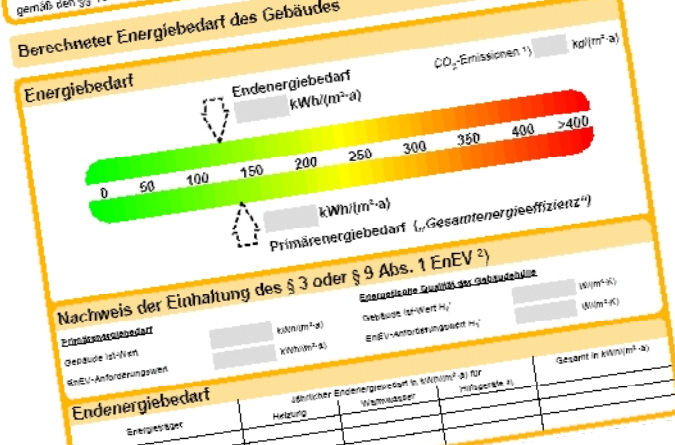 gemäß den §§
Berechneter Energiebedarf des Gebäudes
Energiebedarf
CO₂-Emissionen ¹) kg/(m²·a)
Endenergiebedarf
kWh/(m²·a)
0 50 100 150 200 250 300 350 400 >400
kWh/(m²·a)
Primärenergiebedarf („Gesamtenergieeffizienz")
Nachweis der Einhaltung des § 3 oder § 9 Abs. 1 EnEV ²)
Primärenergiebedarf
Gebäude Ist-Wert kWh/(m²·a)
EnEV-Anforderungswert kWh/(m²·a)
Energetische Qualität der Gebäudehülle
Gebäude Ist-Wert H_T' W/(m²·K)
EnEV-Anforderungswert H_T' W/(m²·K)
Endenergiebedarf
Energieträger
Jährlicher Endenergiebedarf in kWh/(m²·a) für
Heizung
Warmwasser
Hilfsgeräte
Gesamt in kWh/(m²·a)